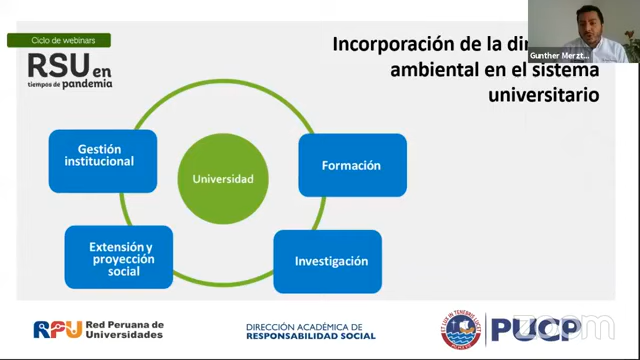 Ciclo de webinars
RSU en
tiempos de pandemia
Incorporación de la di
ambiental en el sistema
universitario
Gunther Merzt...
Gestión
institucional
Universidad
Formación
Extensión y
proyección
social
Investigación
RPU Red Peruana de
Universidades
DIRECCIÓN ACADÉMICA DE
RESPONSABILIDAD SOCIAL
PUCP
zoom